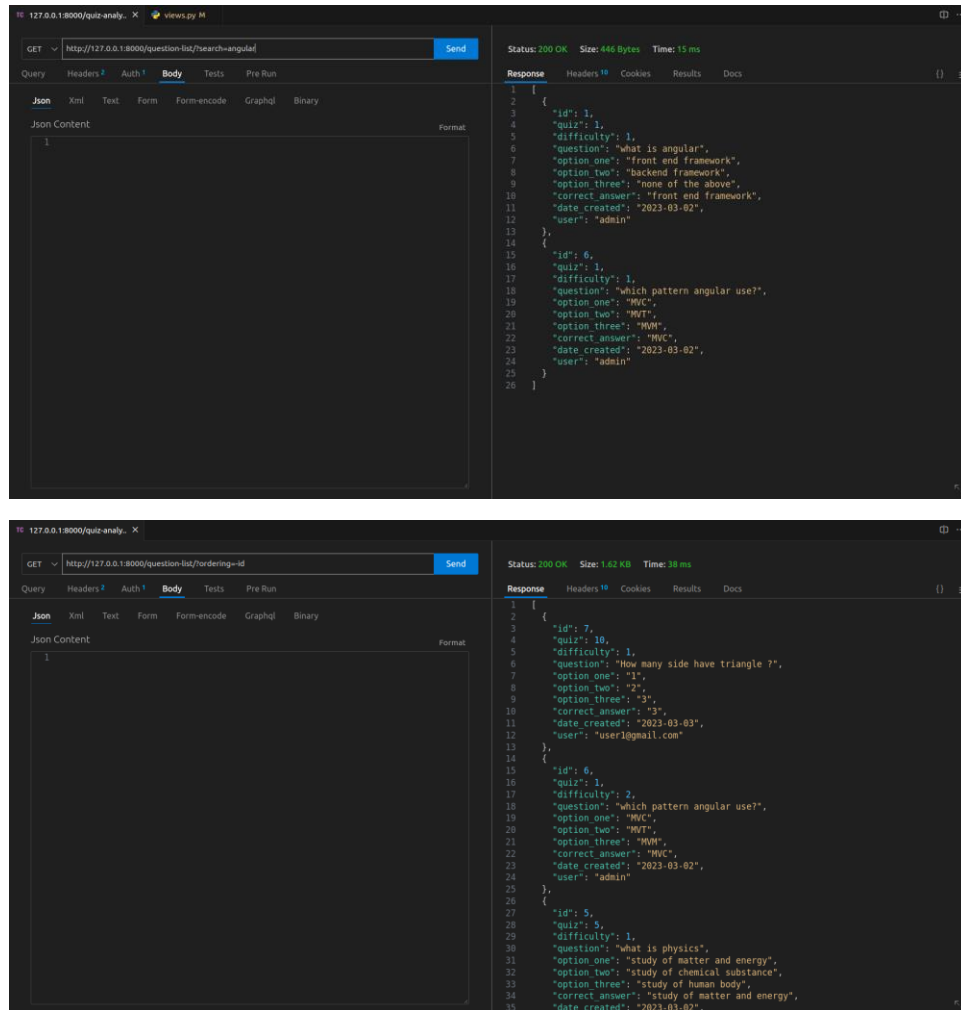 TC 127.0.0.1:8000/quiz-analy.. × views.py M
GET http://127.0.0.1:8000/question-list/?search=angular Send
Status: 200 OK Size: 446 Bytes Time: 15 ms
Query Headers 2 Auth 1 Body Tests Pre Run
Response Headers 10 Cookies Results Docs {}
Json Xml Text Form Form-encode Graphql Binary
Json Content Format
1
1 [
2 {
3 "id": 1,
4 "quiz": 1,
5 "difficulty": 1,
6 "question": "what is angular",
7 "option_one": "front end framework",
8 "option_two": "backend framework",
9 "option_three": "none of the above",
10 "correct_answer": "front end framework",
11 "date_created": "2023-03-02",
12 "user": "admin"
13 },
14 {
15 "id": 6,
16 "quiz": 1,
17 "difficulty": 1,
18 "question": "which pattern angular use?",
19 "option_one": "MVC",
20 "option_two": "MVT",
21 "option_three": "MVM",
22 "correct_answer": "MVC",
23 "date_created": "2023-03-02",
24 "user": "admin"
25 }
26 ]
TC 127.0.0.1:8000/quiz-analy.. ×
GET http://127.0.0.1:8000/question-list/?ordering=-id Send
Status: 200 OK Size: 1.62 KB Time: 38 ms
Query Headers 2 Auth 1 Body Tests Pre Run
Response Headers 10 Cookies Results Docs {}
Json Xml Text Form Form-encode Graphql Binary
Json Content Format
1
1 [
2 {
3 "id": 7,
4 "quiz": 10,
5 "difficulty": 1,
6 "question": "How many side have triangle ?",
7 "option_one": "1",
8 "option_two": "2",
9 "option_three": "3",
10 "correct_answer": "3",
11 "date_created": "2023-03-03",
12 "user": "user1@gmail.com"
13 },
14 {
15 "id": 6,
16 "quiz": 1,
17 "difficulty": 2,
18 "question": "which pattern angular use?",
19 "option_one": "MVC",
20 "option_two": "MVT",
21 "option_three": "MVM",
22 "correct_answer": "MVC",
23 "date_created": "2023-03-02",
24 "user": "admin"
25 },
26 {
27 "id": 5,
28 "quiz": 5,
29 "difficulty": 1,
30 "question": "what is physics",
31 "option_one": "study of matter and energy",
32 "option_two": "study of chemical substance",
33 "option_three": "study of human body",
34 "correct_answer": "study of matter and energy",
35 "date_created": "2023-03-02",